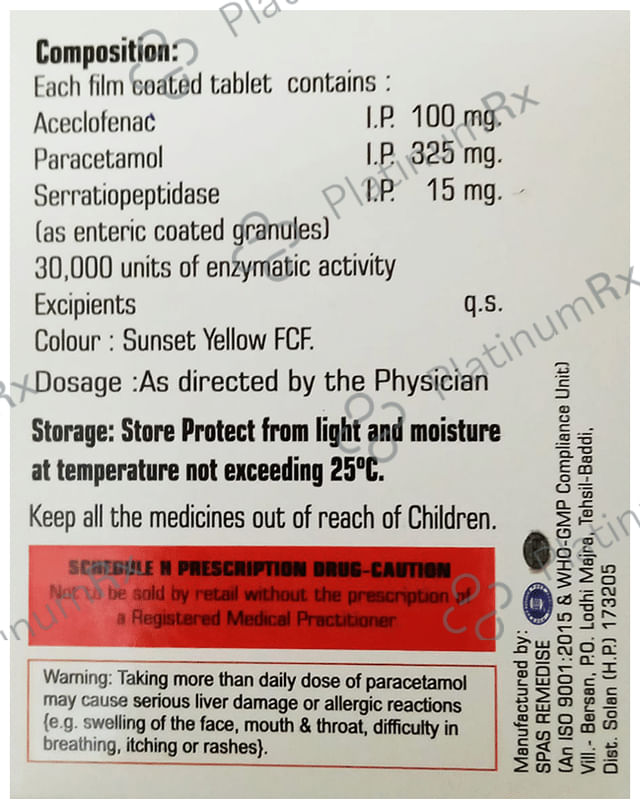 Composition:
Each film coated tablet contains :
Aceclofenac I.P. 100 mg.
Paracetamol I.P. 325 mg.
Serratiopeptidase I.P. 15 mg.
(as enteric coated granules)
30,000 units of enzymatic activity
Excipients q.s.
Colour : Sunset Yellow FCF.
Dosage :As directed by the Physician
Storage: Store Protect from light and moisture
at temperature not exceeding 25ºC.
Keep all the medicines out of reach of Children.
SCHEDULE H PRESCRIPTION DRUG-CAUTION
Not to be sold by retail without the prescription of
a Registered Medical Practitioner
Warning: Taking more than daily dose of paracetamol
may cause serious liver damage or allergic reactions
{e.g. swelling of the face, mouth & throat, difficulty in
breathing, itching or rashes}.
Manufactured by:
SPAS REMEDISE
(An ISO 9001:2015 & WHO-GMP Compliance Unit)
Vill.- Bersan, P.O. Lodhi Majra, Tehsil-Baddi,
Dist. Solan (H.P.) 173205
PlatinumRx
PlatinumRx
PlatinumRx